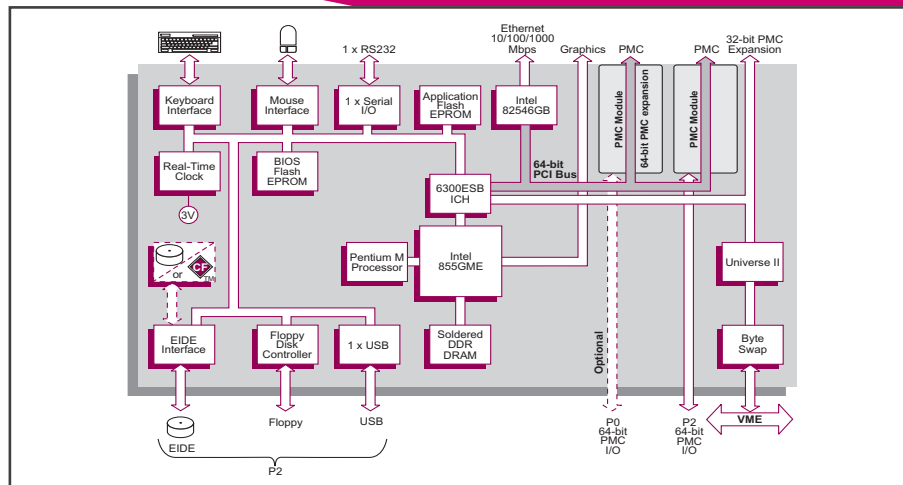 Ethernet
10/100/1000
Mbps
1 x RS232
Graphics
PMC
PMC
32-bit PMC
Expansion
Keyboard
Interface
Mouse
Interface
1 x Serial
I/O
Application
Flash
EPROM
Intel
82546GB
PMC Module
64-bit PMC expansion
PMC Module
Real-Time
Clock
BIOS
Flash
EPROM
64-bit
PCI Bus
6300ESB
ICH
3V
Pentium M
Processor
Intel
855GME
Universe II
or
CF
TM
EIDE
Interface
Floppy
Disk
Controller
1 x USB
Soldered
DDR
DRAM
Optional
Byte
Swap
EIDE
Floppy
USB
P2
P0
64-bit
PMC
I/O
P2
64-bit
PMC
I/O
VME